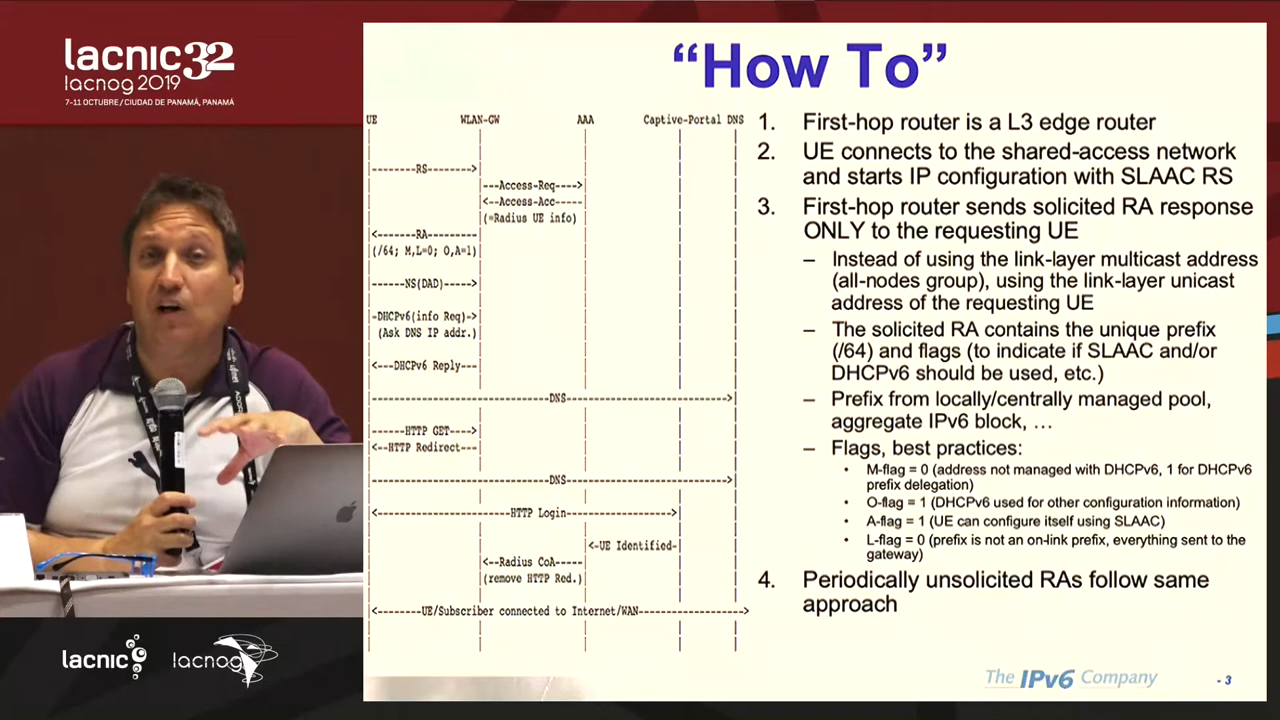 lacnic32
lacnog 2019
7-11 OCTUBRE / CIUDAD DE PANAMÁ, PANAMÁ
“How To”
UE WLAN-GW AAA Captive-Portal DNS
-----RS------>
---Access-Req---->
<--Access-Acc-----
(=Radius UE info)
<-----RA--------
(/64; M,L=0; O,A=1)
----NS(DAD)---->
-DHCPv6(info Req)->
(Ask DNS IP addr.)
<---DHCPv6 Reply---
-----DNS----->
----HTTP GET---->
<--HTTP Redirect---
-----DNS----->
<-----HTTP Login----->
<-UE Identified-
<--Radius CoA-----
(remove HTTP Red.)
<-------UE/Subscriber connected to Internet/WAN------->
1. First-hop router is a L3 edge router
2. UE connects to the shared-access network
and starts IP configuration with SLAAC RS
3. First-hop router sends solicited RA response
ONLY to the requesting UE
– Instead of using the link-layer multicast address
(all-nodes group), using the link-layer unicast
address of the requesting UE
– The solicited RA contains the unique prefix
(/64) and flags (to indicate if SLAAC and/or
DHCPv6 should be used, etc.)
– Prefix from locally/centrally managed pool,
aggregate IPv6 block, …
– Flags, best practices:
• M-flag = 0 (address not managed with DHCPv6, 1 for DHCPv6
prefix delegation)
• O-flag = 1 (DHCPv6 used for other configuration information)
• A-flag = 1 (UE can configure itself using SLAAC)
• L-flag = 0 (prefix is not an on-link prefix, everything sent to the
gateway)
4. Periodically unsolicited RAs follow same
approach
lacnic lacnog
The IPv6 Company
- 3